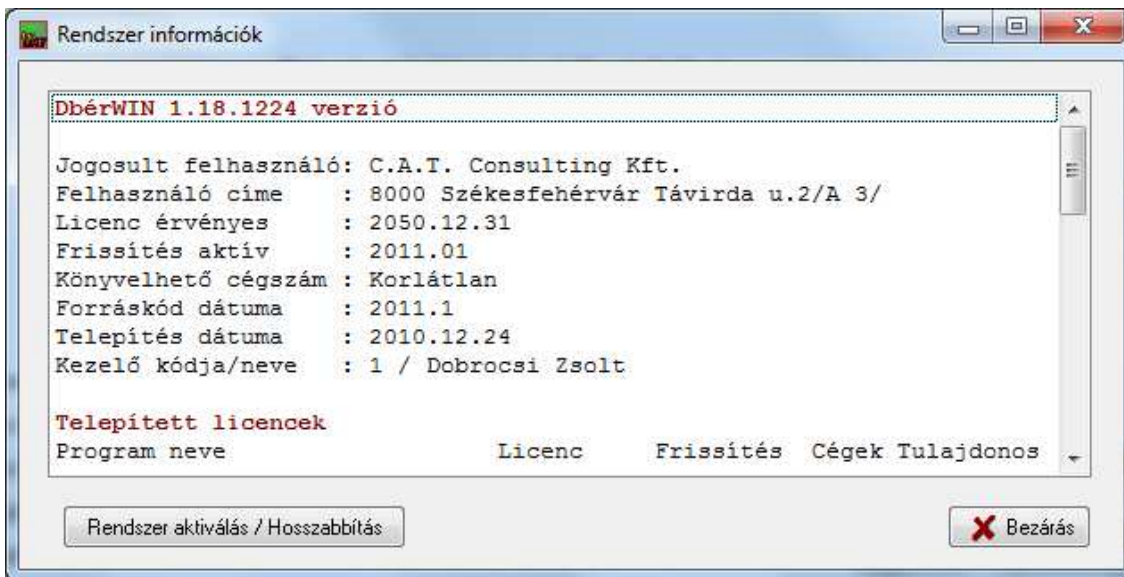 Rendszer információk
DbérWIN 1.18.1224 verzió
Jogosult felhasználó: C.A.T. Consulting Kft.
Felhasználó címe : 8000 Székesfehérvár Távirda u.2/A 3/
Licenc érvényes : 2050.12.31
Frissítés aktív : 2011.01
Könyvelhető cégszám : Korlátlan
Forráskód dátuma : 2011.1
Telepítés dátuma : 2010.12.24
Kezelő kódja/neve : 1 / Dobrocsi Zsolt
Telepített licencek
Program neve Licenc Frissítés Cégek Tulajdonos
Rendszer aktiválás / Hosszabbítás
Bezárás